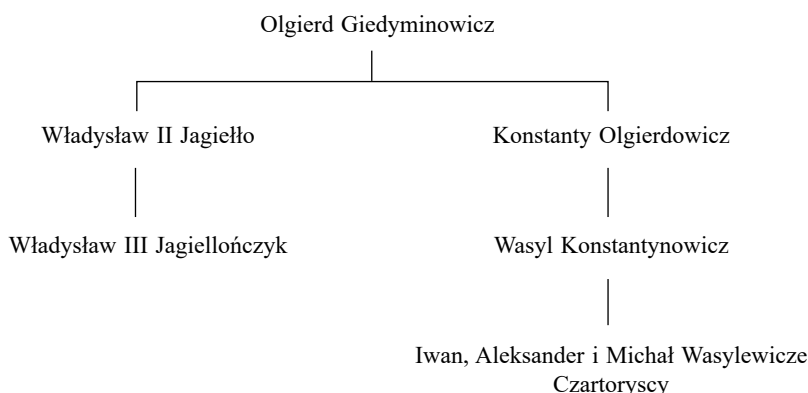 Olgierd Giedyminowicz
Władysław II Jagiełło
Konstanty Olgierdowicz
Władysław III Jagiellończyk
Wasyl Konstantynowicz
Iwan, Aleksander i Michał Wasylewicze
Czartoryscy